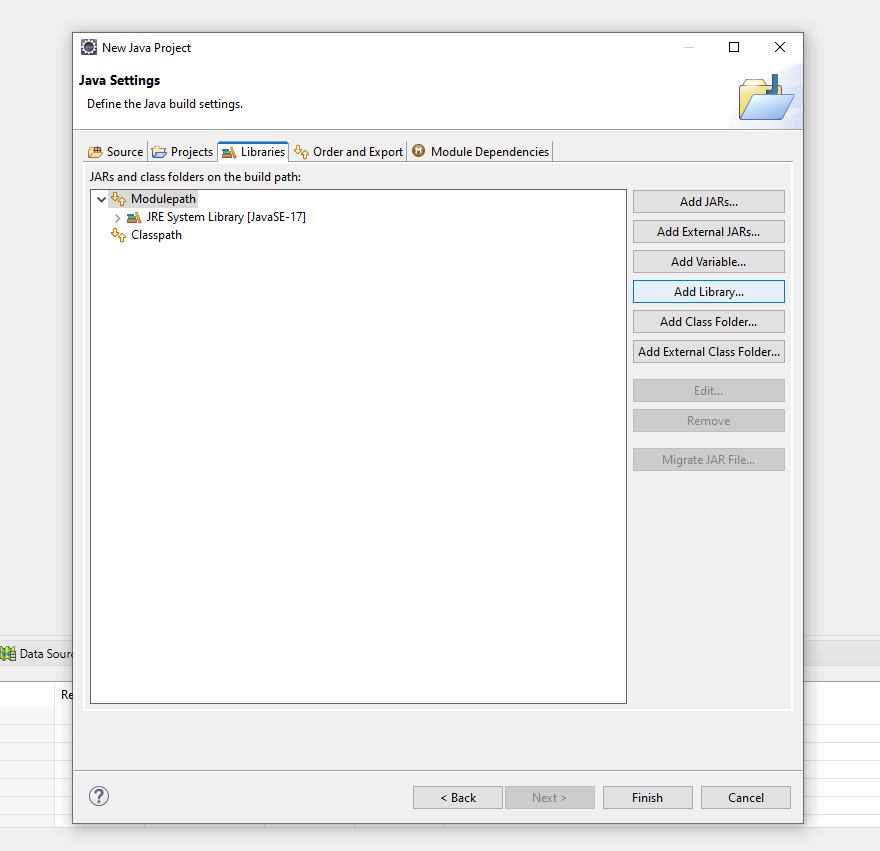 New Java Project
Java Settings
Define the Java build settings.
Source Projects Libraries Order and Export Module Dependencies
JARs and class folders on the build path:
Modulepath
JRE System Library [JavaSE-17]
Classpath
Add JARs...
Add External JARs...
Add Variable...
Add Library...
Add Class Folder...
Add External Class Folder...
Edit...
Remove
Migrate JAR File...
Data
? < Back Next > Finish Cancel